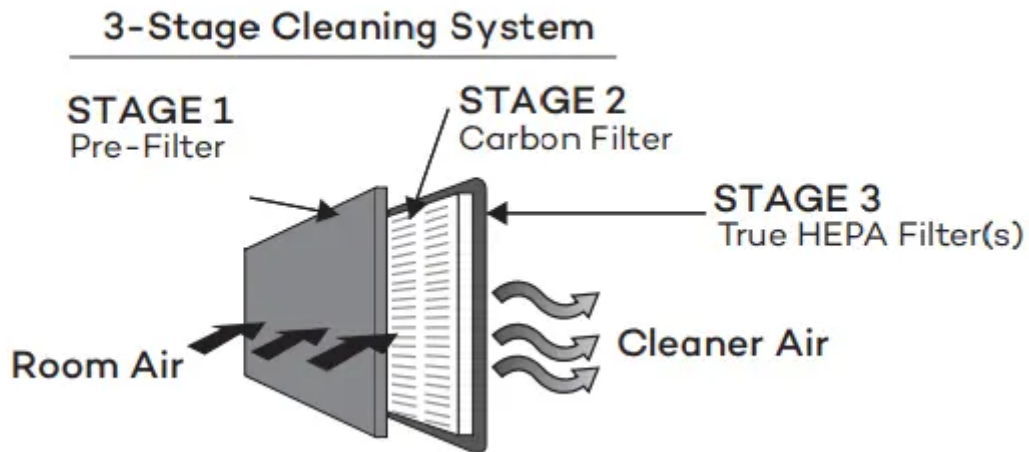 3-Stage Cleaning System
STAGE 1
Pre-Filter
STAGE 2
Carbon Filter
STAGE 3
True HEPA Filter(s)
Room Air
Cleaner Air